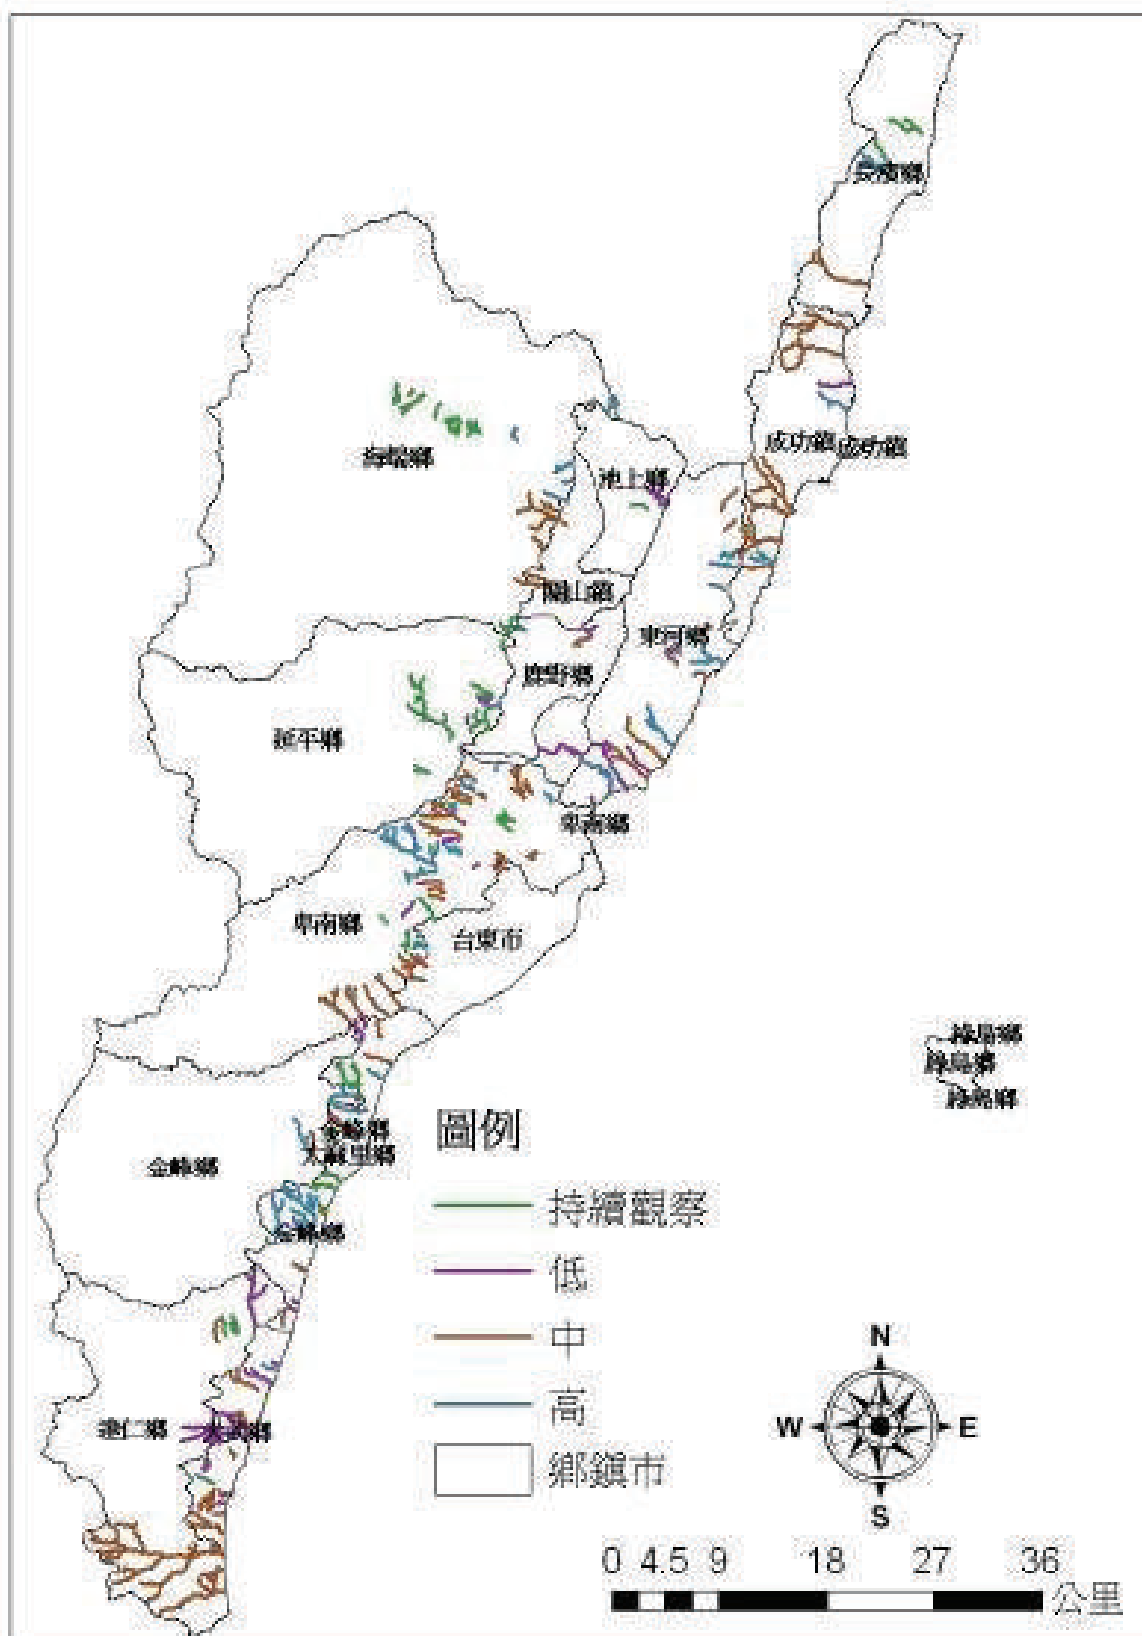 長濱鄉
成功鎮
成功鎮
海端鄉
池上鄉
關山鎮
東河鄉
鹿野鄉
延平鄉
卑南鄉
卑南鄉
台東市
綠島鄉
綠島鄉
綠島鄉
金峰鄉
太麻里鄉
金峰鄉
金峰鄉
達仁鄉
大武鄉
圖例
持續觀察
低
中
高
鄉鎮市
N
W E
S
0 4.5 9 18 27 36
公里